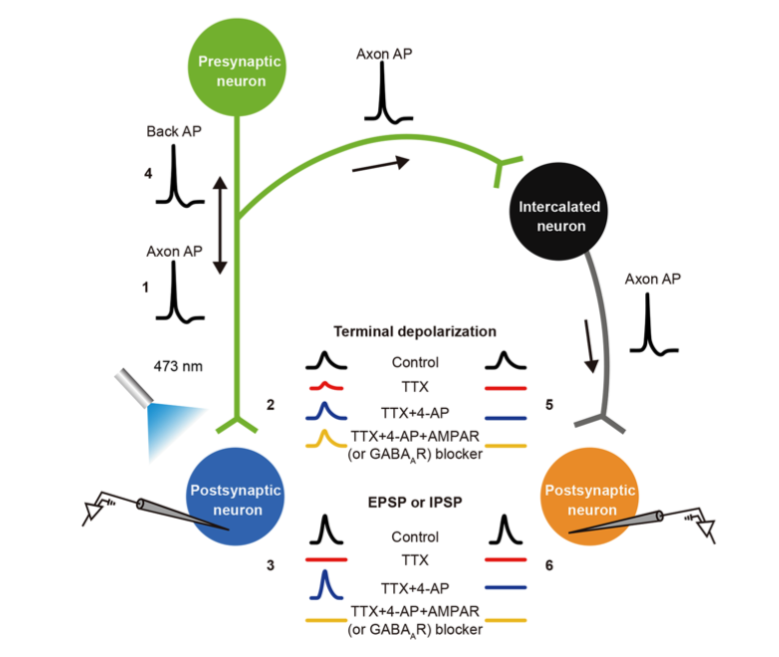 Presynaptic
neuron
Axon AP
Back AP
4
Intercalated
neuron
Axon AP
1
Axon AP
473 nm
Terminal depolarization
Control
TTX
2
TTX+4-AP
5
TTX+4-AP+AMPAR
(or GABA_AR) blocker
Postsynaptic
neuron
Postsynaptic
neuron
EPSP or IPSP
Control
3
TTX
6
TTX+4-AP
TTX+4-AP+AMPAR
(or GABA_AR) blocker